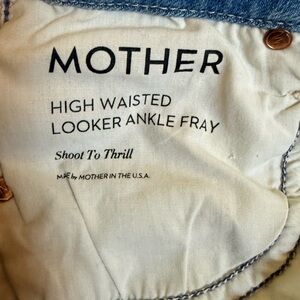 MOTHER
HIGH WAISTED
LOOKER ANKLE FRAY
Shoot To Thrill
MADE by MOTHER IN THE U.S.A.